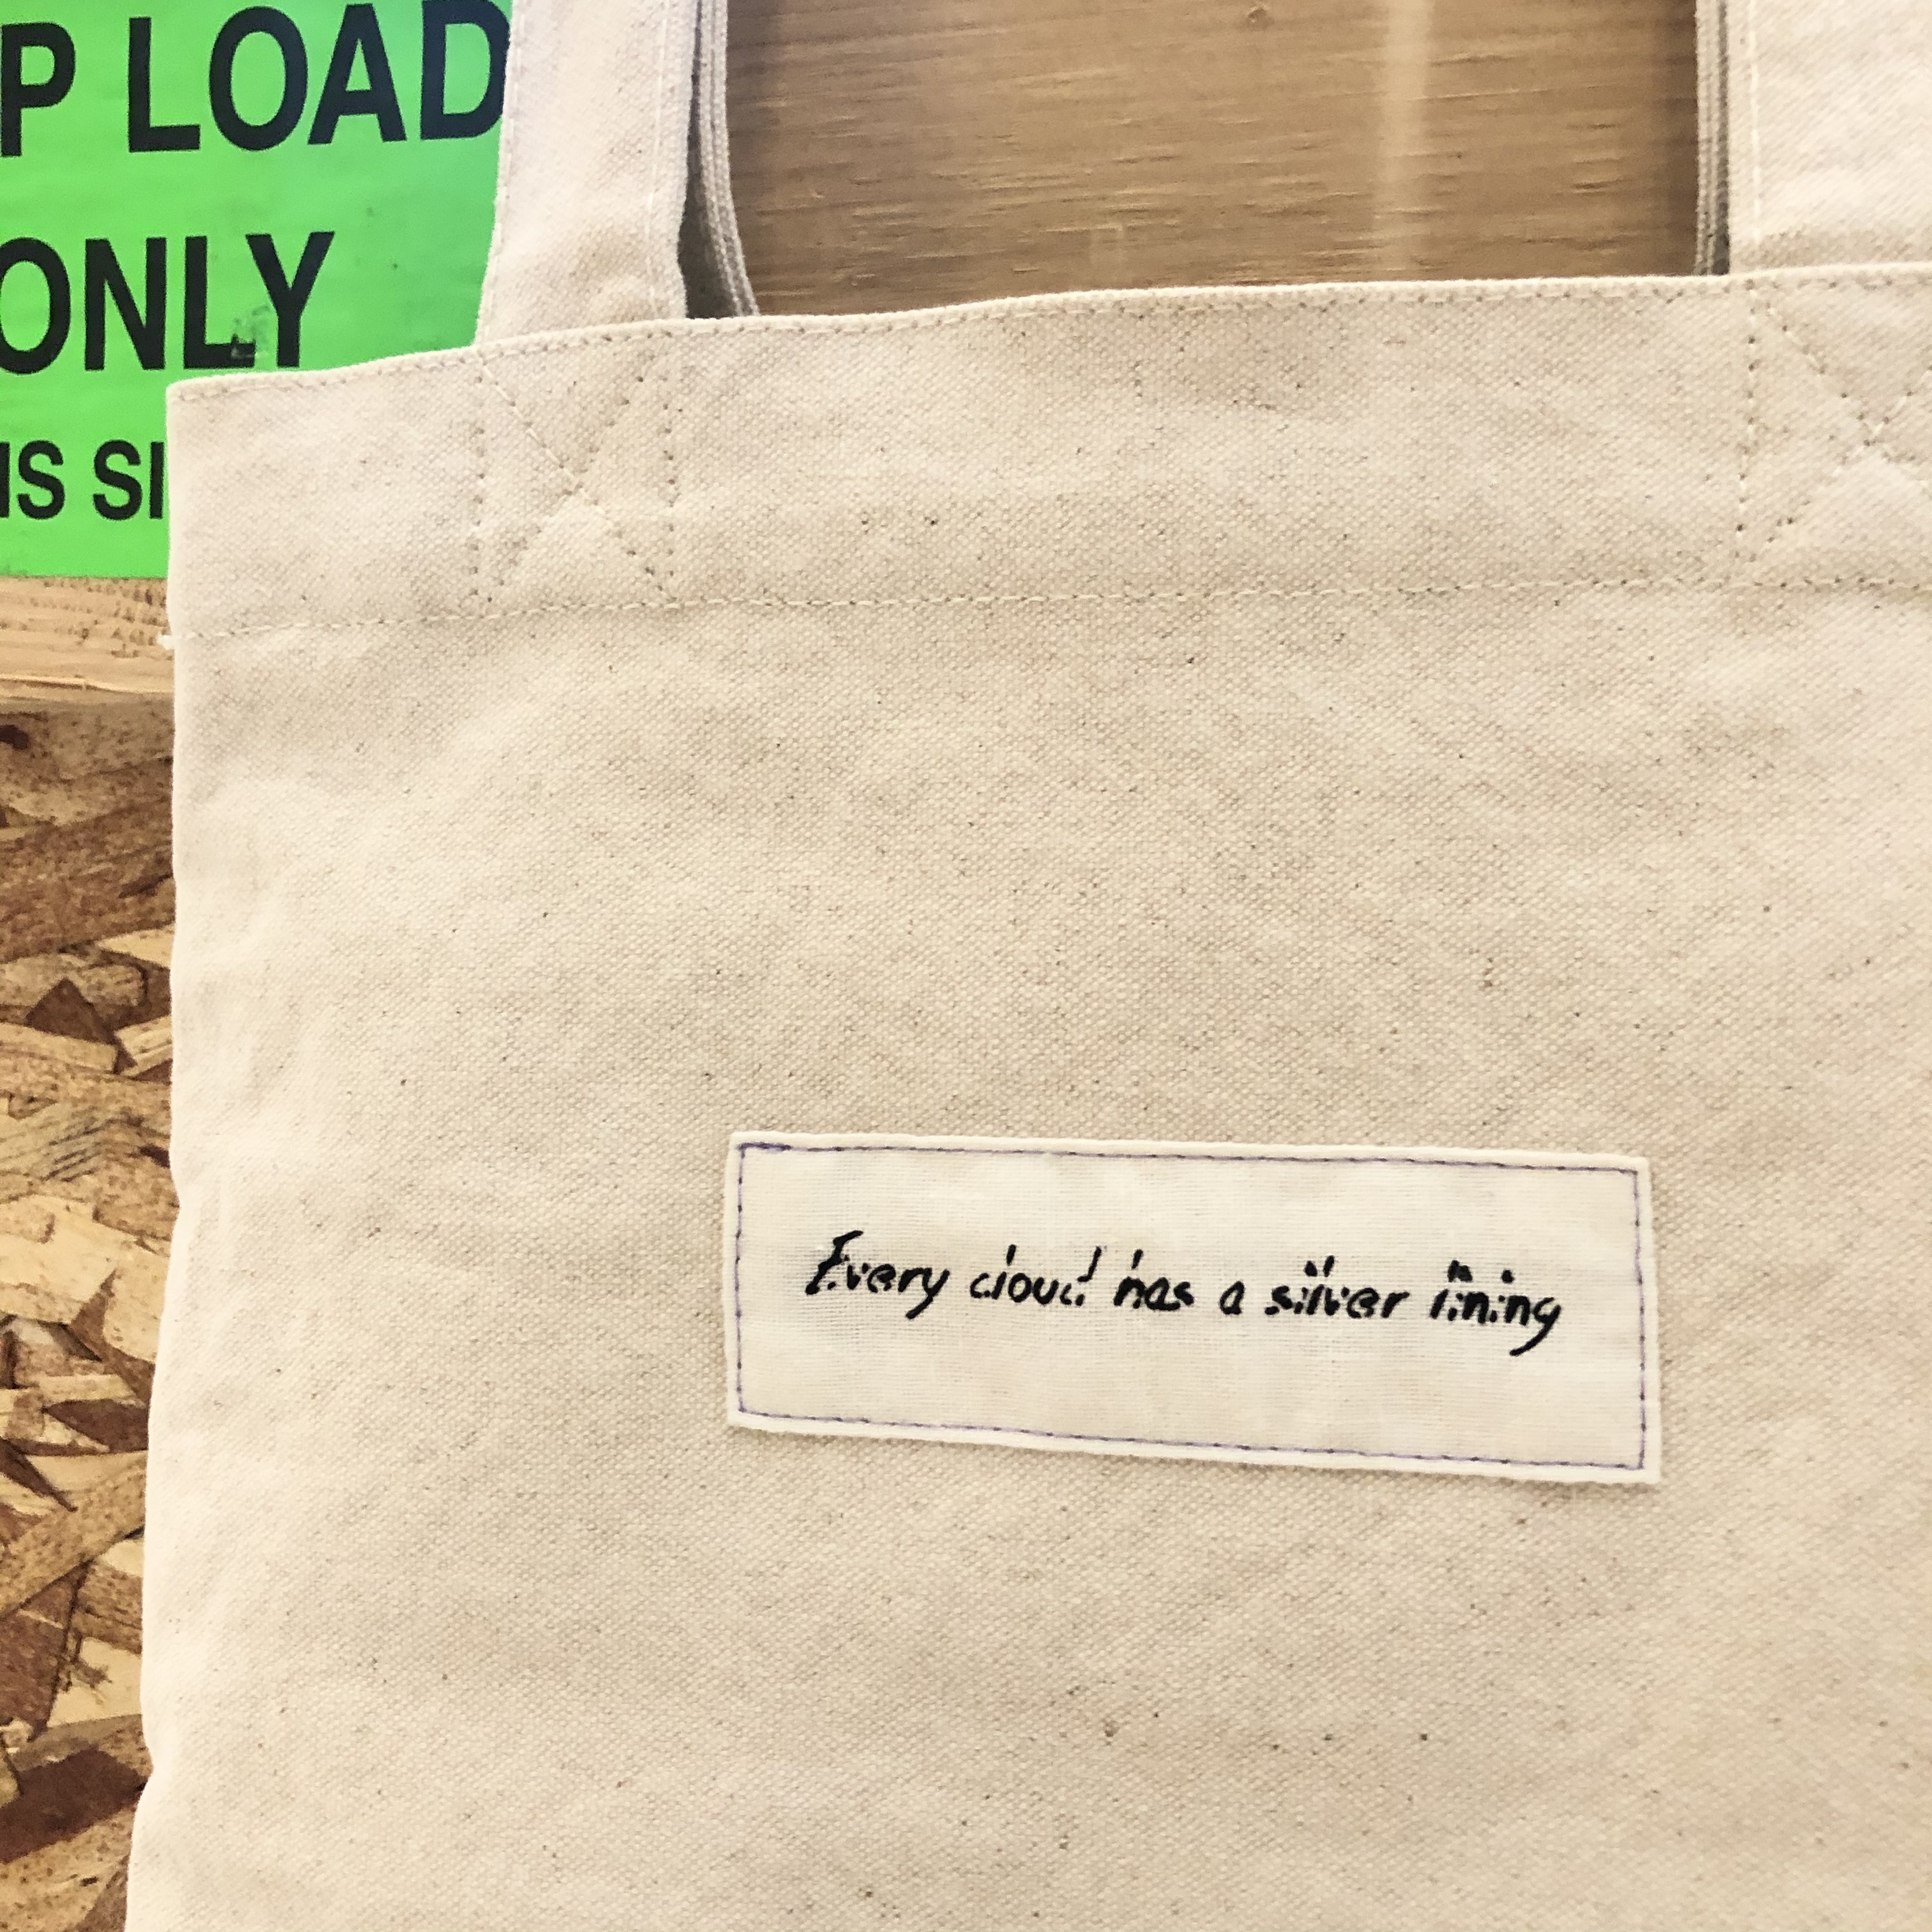 P LOAD
ONLY
IS SI
Every cloud has a silver lining